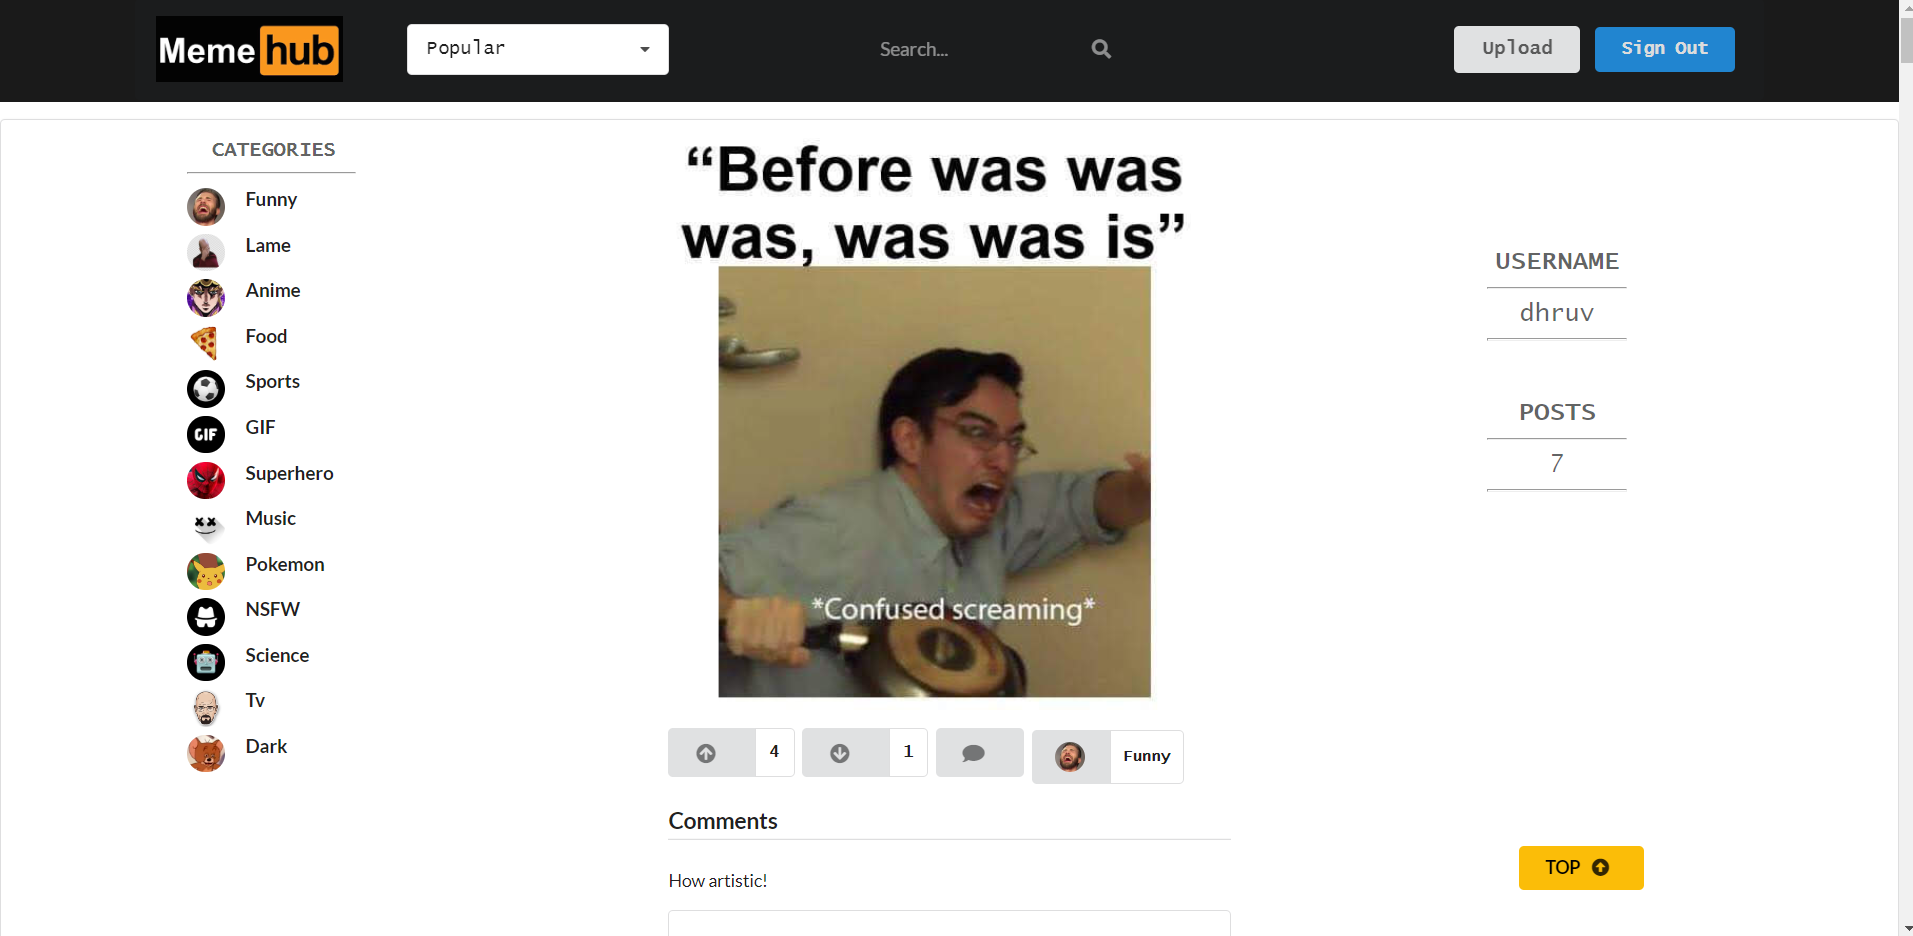 Meme hub
Popular
Search...
Upload
Sign Out
CATEGORIES
Funny
Lame
Anime
Food
Sports
GIF
GIF
Superhero
Music
Pokemon
NSFW
Science
Tv
Dark
“Before was was
was, was was is”
*Confused screaming*
4
1
Funny
Comments
How artistic!
USERNAME
dhruv
POSTS
7
TOP